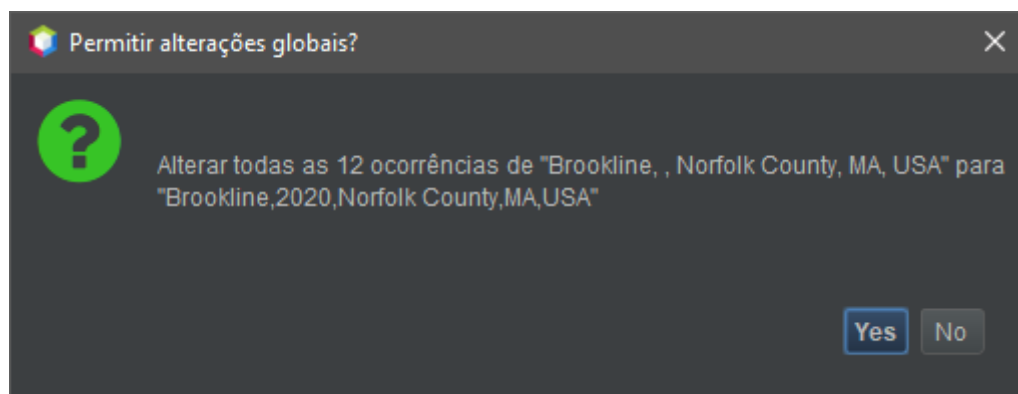 Permitir alterações globais?
Alterar todas as 12 ocorrências de "Brookline, , Norfolk County, MA, USA" para
"Brookline,2020,Norfolk County,MA,USA"
Yes No